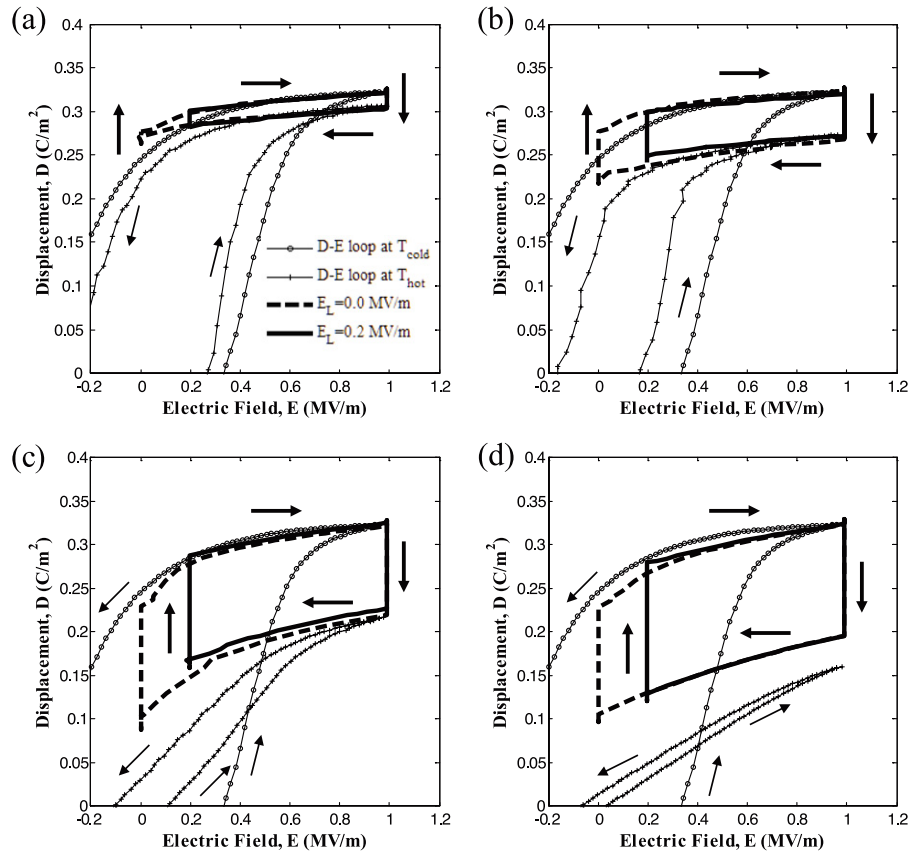 (a)
0.4
0.35
0.3
0.25
0.2
0.15
0.1
0.05
0
Displacement, D (C/m²)
D-E loop at T_cold
D-E loop at T_hot
E_L=0.0 MV/m
E_L=0.2 MV/m
-0.2 0 0.2 0.4 0.6 0.8 1 1.2
Electric Field, E (MV/m)
(b)
0.4
0.35
0.3
0.25
0.2
0.15
0.1
0.05
0
Displacement, D (C/m²)
-0.2 0 0.2 0.4 0.6 0.8 1 1.2
Electric Field, E (MV/m)
(c)
0.4
0.35
0.3
0.25
0.2
0.15
0.1
0.05
0
Displacement, D (C/m²)
-0.2 0 0.2 0.4 0.6 0.8 1 1.2
Electric Field, E (MV/m)
(d)
0.4
0.35
0.3
0.25
0.2
0.15
0.1
0.05
0
Displacement, D (C/m²)
-0.2 0 0.2 0.4 0.6 0.8 1 1.2
Electric Field, E (MV/m)